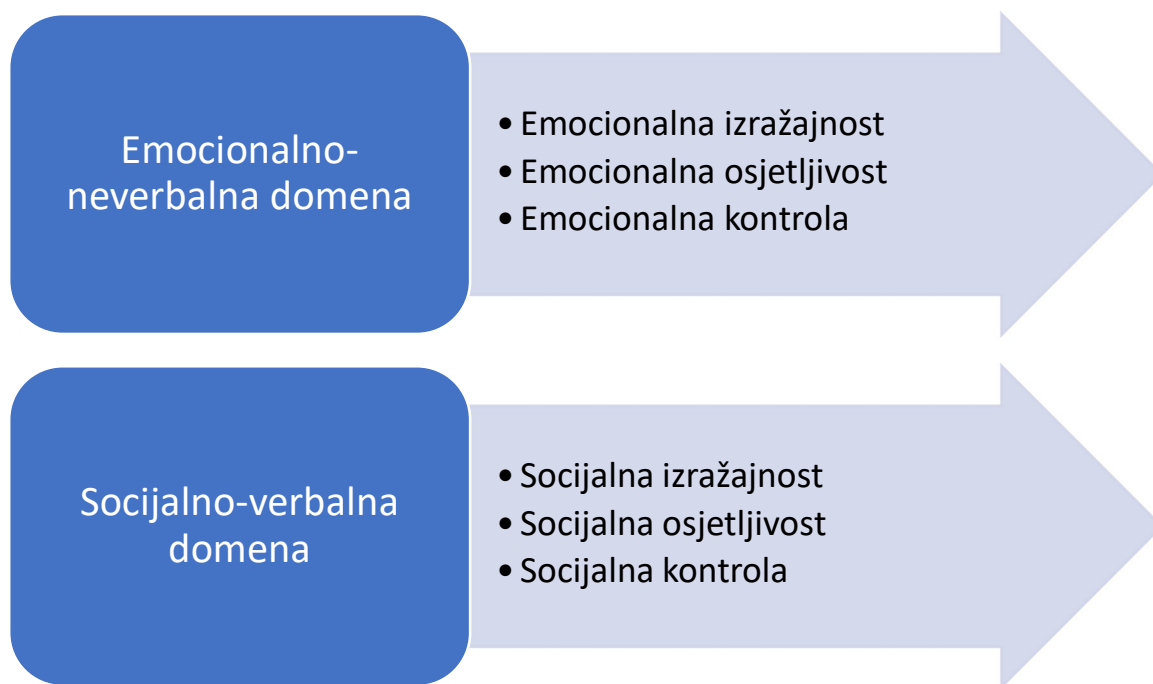 Emocionalno-
neverbalna domena
• Emocionalna izražajnost
• Emocionalna osjetljivost
• Emocionalna kontrola
Socijalno-verbalna
domena
• Socijalna izražajnost
• Socijalna osjetljivost
• Socijalna kontrola